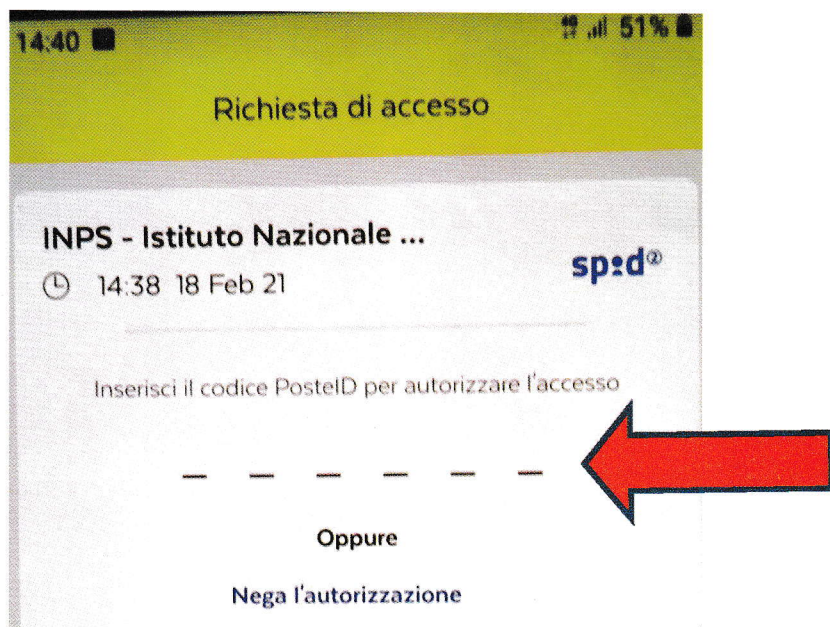 14:40 51%
Richiesta di accesso
INPS - Istituto Nazionale ...
14:38 18 Feb 21
spid②
Inserisci il codice PosteID per autorizzare l'accesso
_ _ _ _ _ _
Oppure
Nega l'autorizzazione